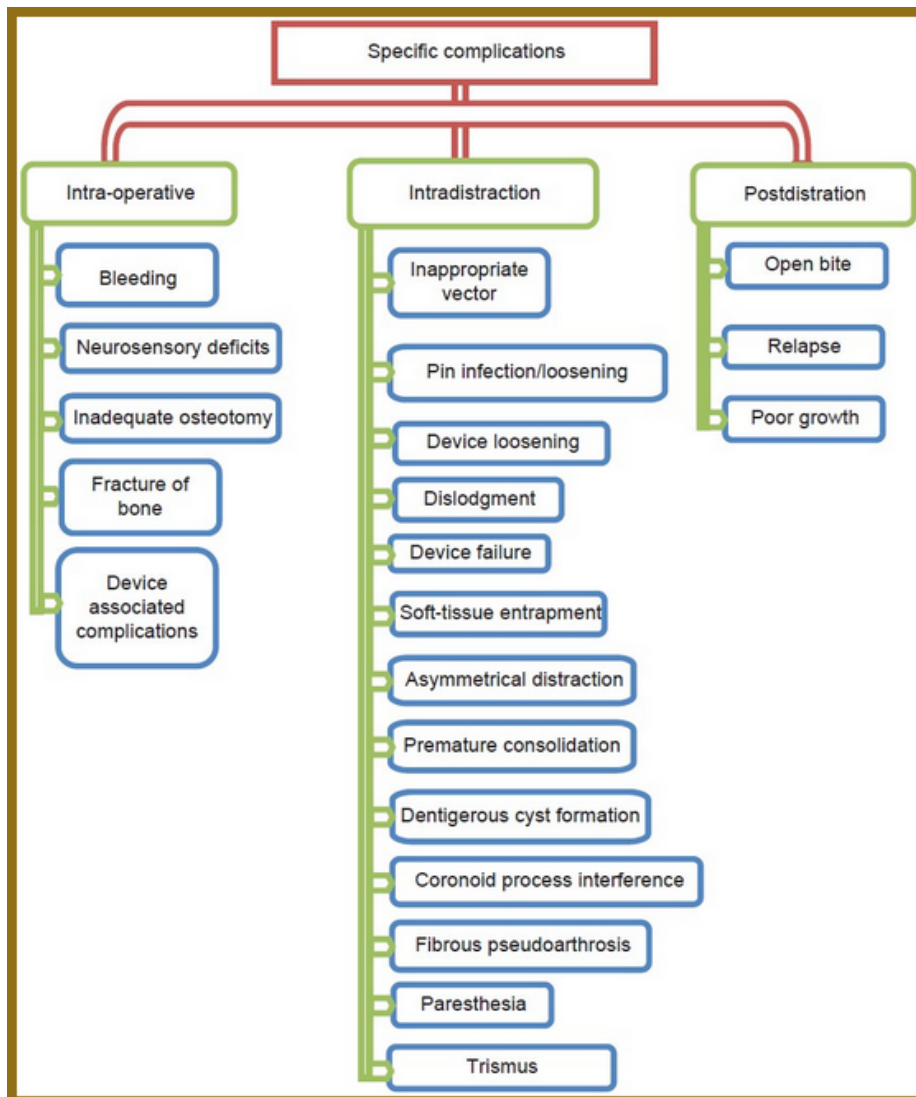 Specific complications
Intra-operative
Bleeding
Neurosensory deficits
Inadequate osteotomy
Fracture of
bone
Device
associated
complications
Intradistraction
Inappropriate
vector
Pin infection/loosening
Device loosening
Dislodgment
Device failure
Soft-tissue entrapment
Asymmetrical distraction
Premature consolidation
Dentigerous cyst formation
Coronoid process interference
Fibrous pseudoarthrosis
Paresthesia
Trismus
Postdistration
Open bite
Relapse
Poor growth